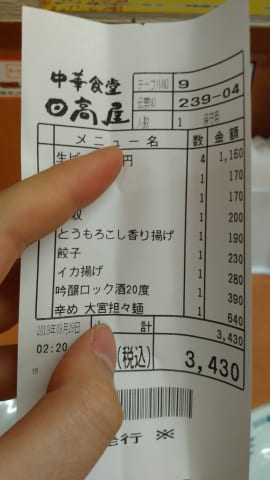 中華食堂
日高屋
テーブルNO 9
伝票NO 239-04
人数 1
メニュー名 数 金額
生ビ 円 4 1,160
1 170
1 170
1 200
とうもろこし香り揚げ 1 190
餃子 1 230
イカ揚げ 1 280
吟醸ロック酒20度 1 390
辛め 大宮担々麺 1 640
計 3,430
02:20 (税込) 3,430
行 ※